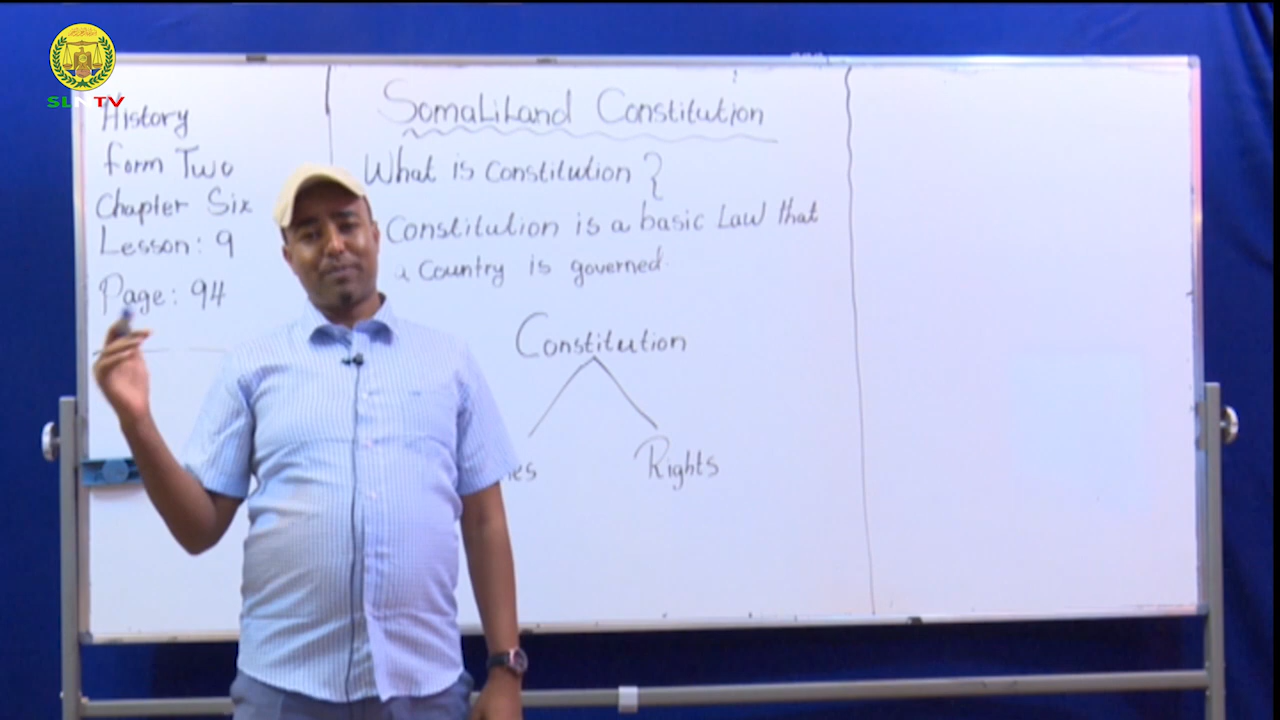 SLNTV
History
form Two
Chapter Six
Lesson: 9
Page: 94
SomaliLand Constitution
What is Constitution?
Constitution is a basic Law that
a Country is governed.
Constitution
Rights